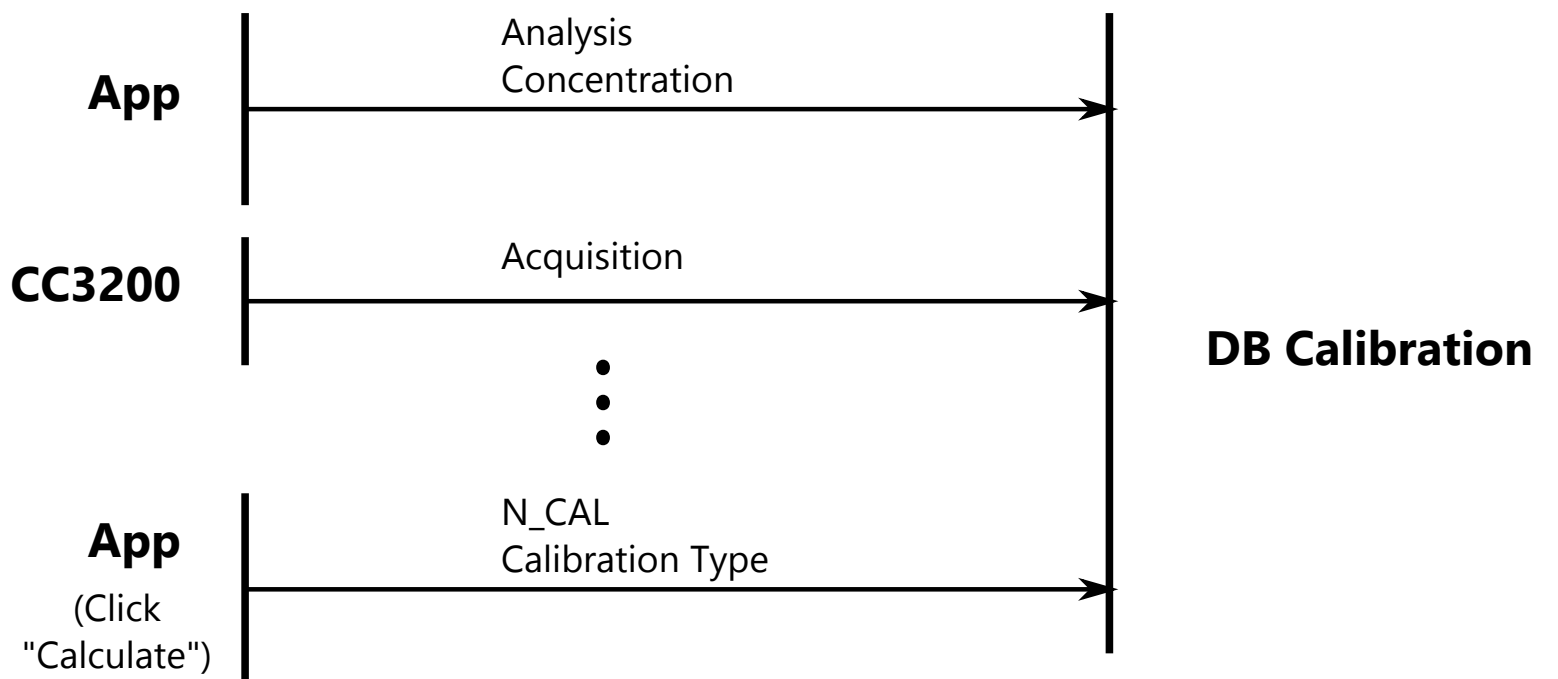 Analysis
Concentration
App
Acquisition
CC3200
DB Calibration
N_CAL
Calibration Type
App
(Click
"Calculate")